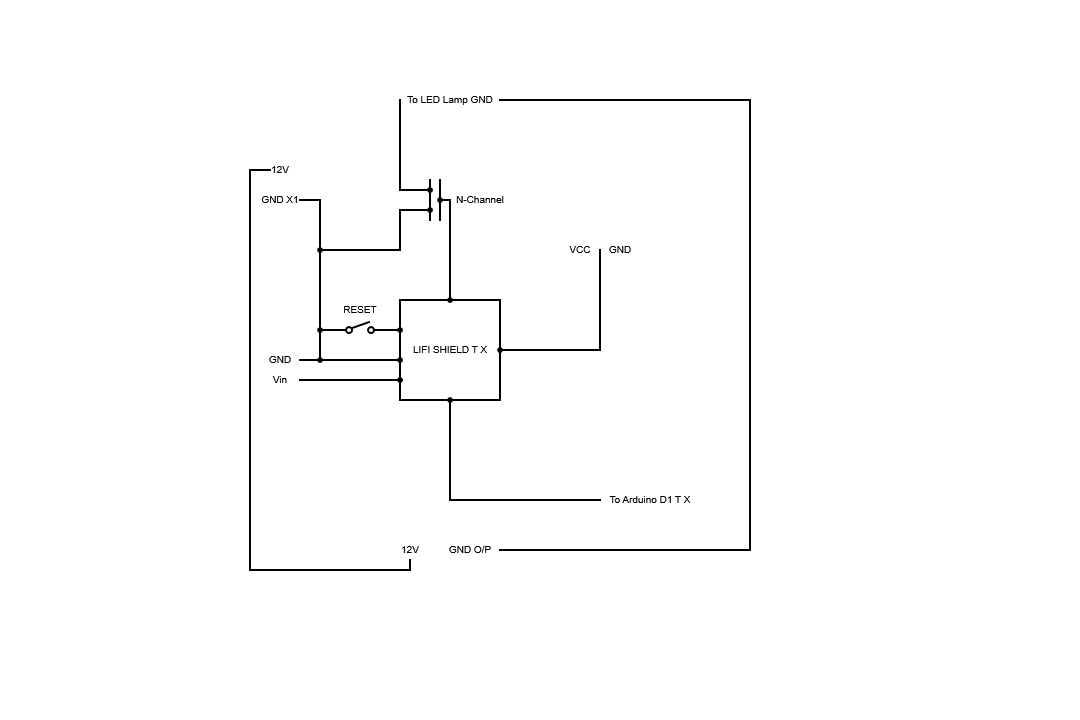 To LED Lamp GND
12V
GND X1
N-Channel
VCC
GND
RESET
LIFI SHIELD T X
GND
Vin
To Arduino D1 T X
12V
GND O/P